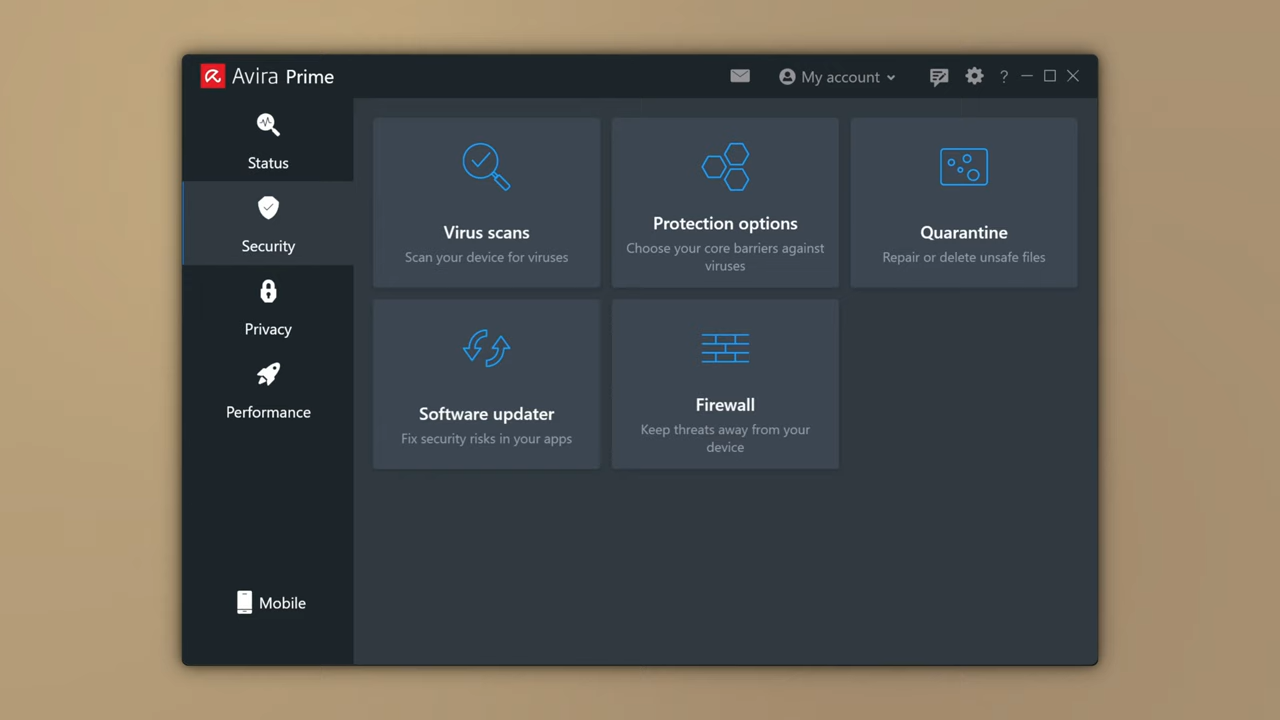 Avira Prime
My account
?
Status
Security
Privacy
Performance
Mobile
Virus scans
Scan your device for viruses
Protection options
Choose your core barriers against
viruses
Quarantine
Repair or delete unsafe files
Software updater
Fix security risks in your apps
Firewall
Keep threats away from your
device